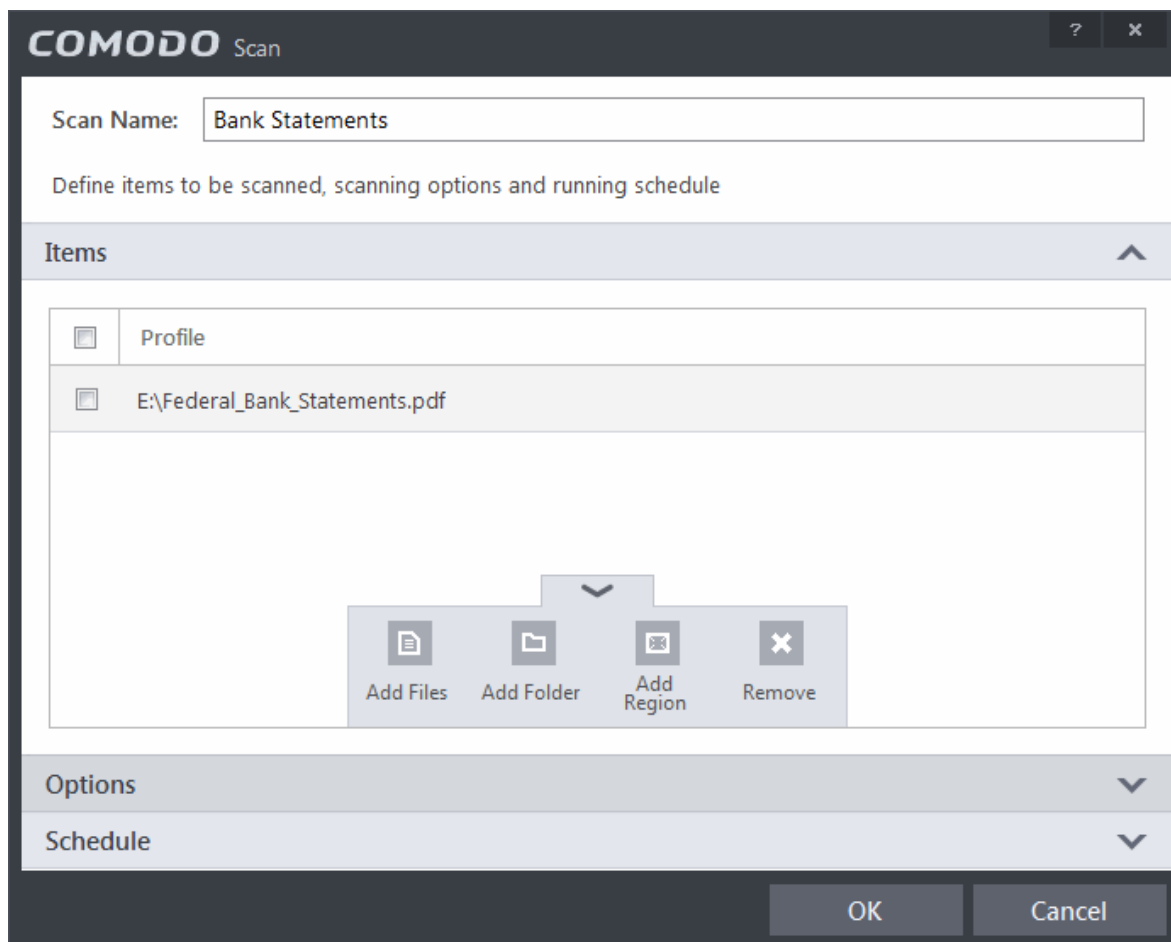 COMODO Scan
? ×
Scan Name: Bank Statements
Define items to be scanned, scanning options and running schedule
Items
Profile
E:\Federal_Bank_Statements.pdf
Add Files Add Folder Add Region Remove
Options
Schedule
OK Cancel